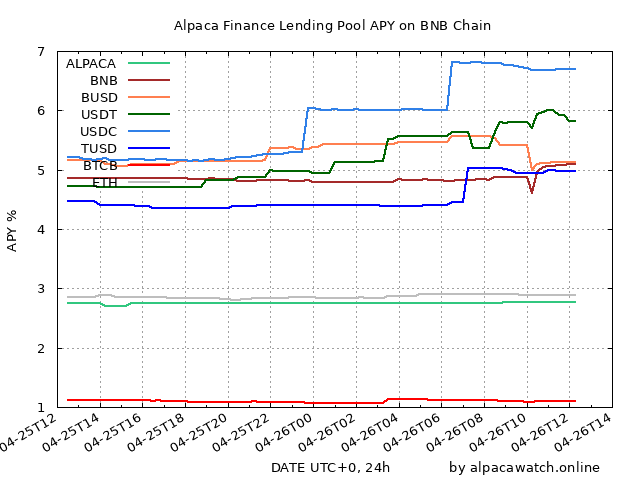 Alpaca Finance Lending Pool APY on BNB Chain
7
6
5
4
3
2
1
APY %
ALPACA
BNB
BUSD
USDT
USDC
TUSD
BTCB
ETH
04-25T12
04-25T14
04-25T16
04-25T18
04-25T20
04-25T22
04-26T00
04-26T02
04-26T04
04-26T06
04-26T08
04-26T10
04-26T12
04-26T14
DATE UTC+0, 24h
by alpacawatch.online